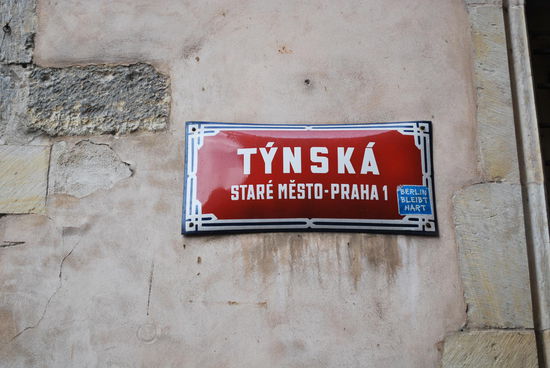 TÝNSKÁ
STARÉ MĚSTO-PRAHA 1
BERLIN
BLEIBT
HART